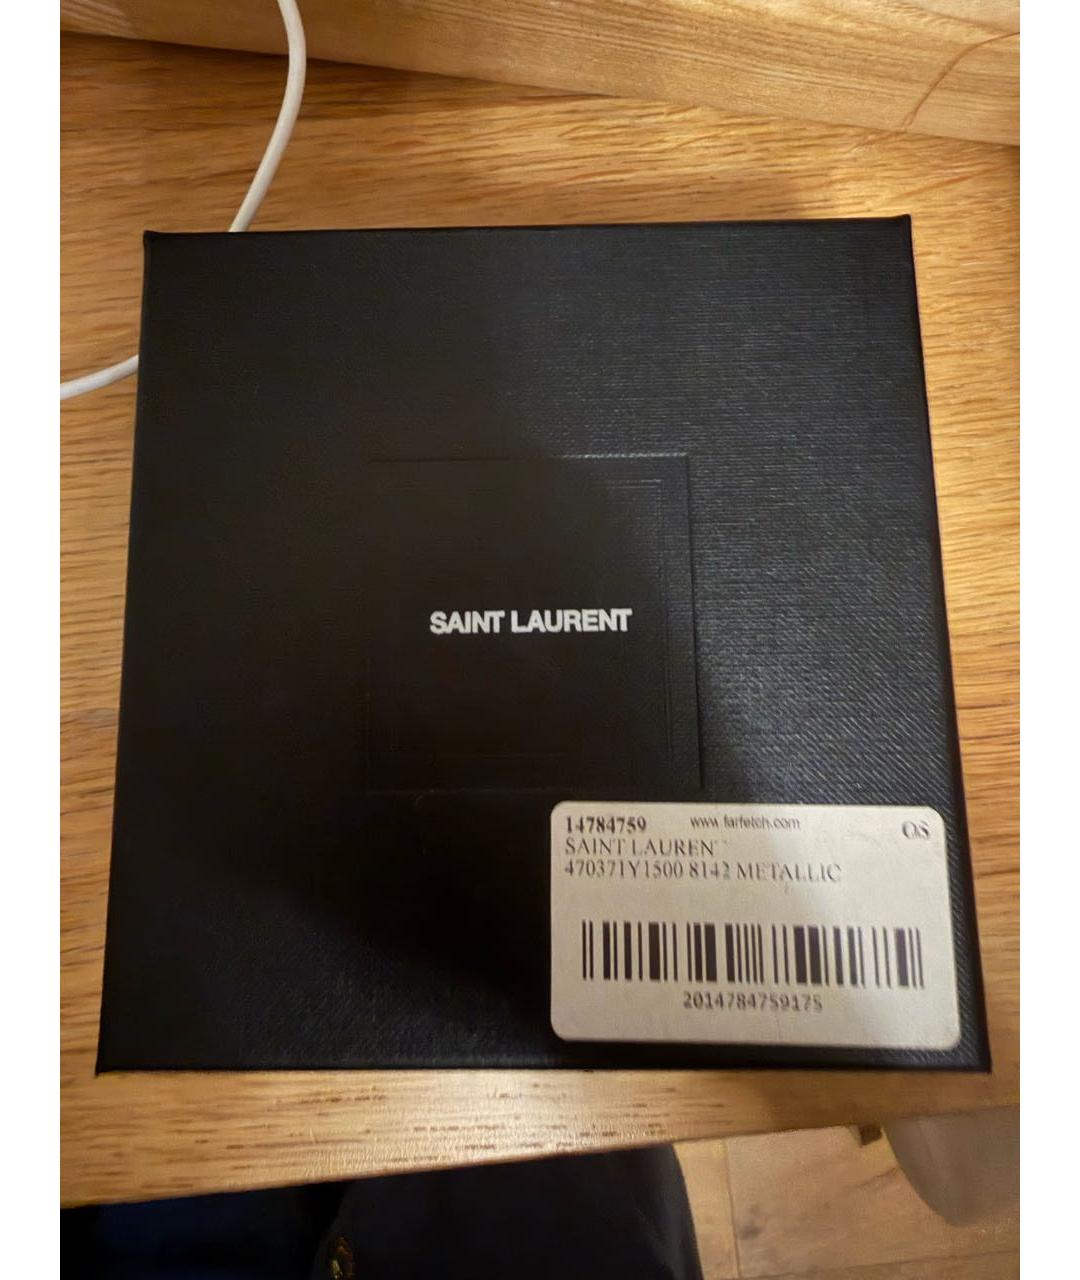 SAINT LAURENT
14784759 www.farfetch.com OS
SAINT LAUREN
470371Y1500 8142 METALLIC
2014784759175